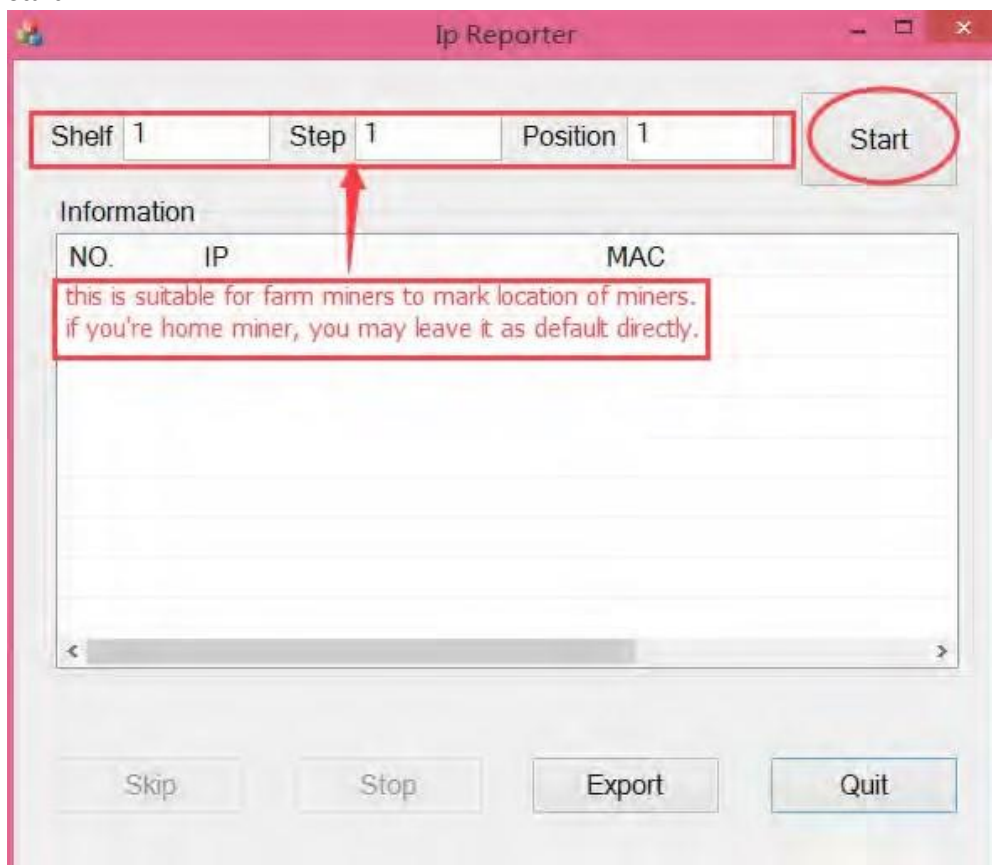 Ip Reporter
Shelf 1 Step 1 Position 1 Start
Information
NO. IP MAC
this is suitable for farm miners to mark location of miners.
if you're home miner, you may leave it as default directly.
Skip Stop Export Quit